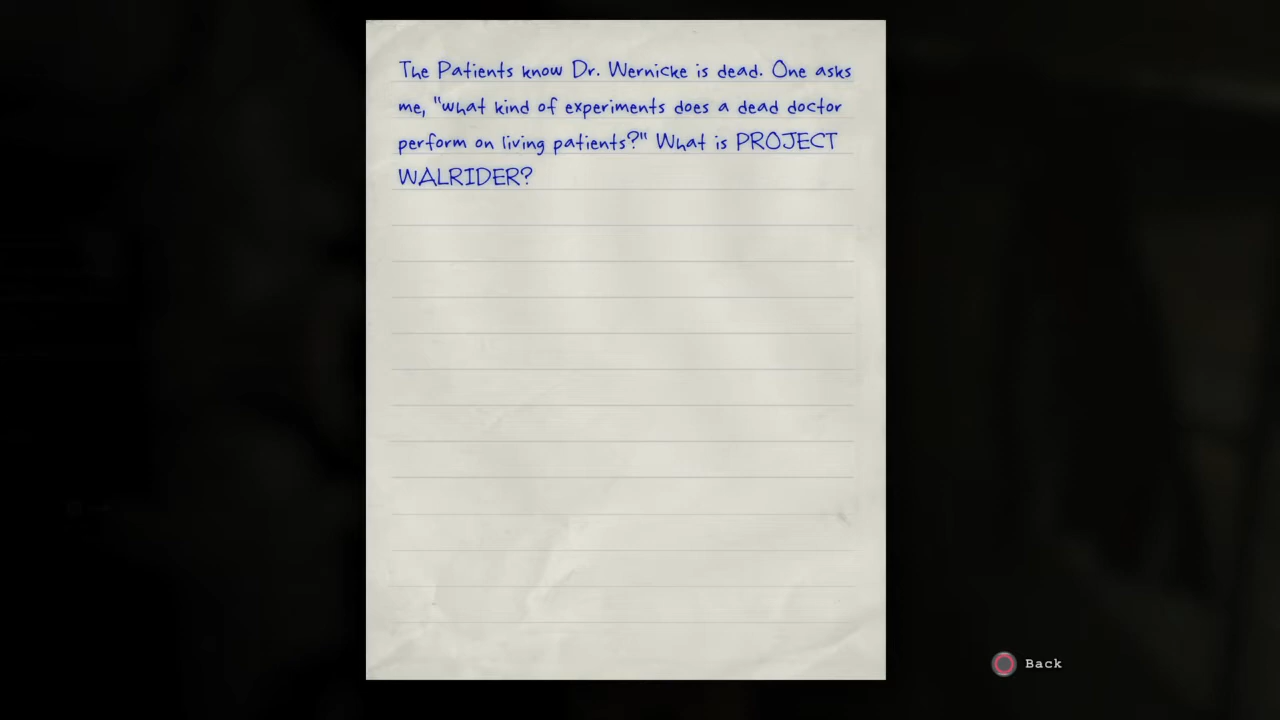 The Patients know Dr. Wernicke is dead. One asks
me, "what kind of experiments does a dead doctor
perform on living patients?" What is PROJECT
WALRIDER?
Back